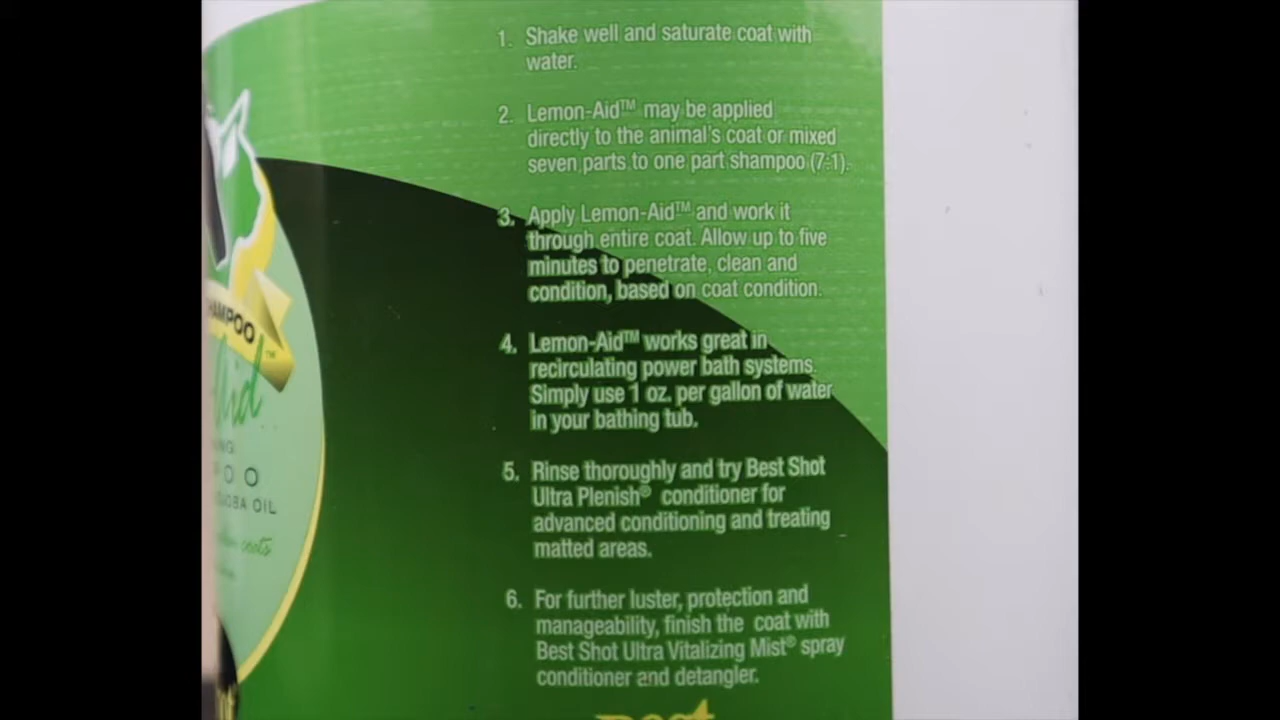 1. Shake well and saturate coat with
water.
2. Lemon-Aid™ may be applied
directly to the animal's coat or mixed
seven parts to one part shampoo (7-1).
3. Apply Lemon-Aid™ and work it
through entire coat. Allow up to five
minutes to penetrate, clean and
condition, based on coat condition.
4. Lemon-Aid™ works great in
recirculating power bath systems.
Simply use 1 oz. per gallon of water
in your bathing tub.
5. Rinse thoroughly and try Best Shot
Ultra Plenish® conditioner for
advanced conditioning and treating
matted areas.
6. For further luster, protection and
manageability, finish the coat with
Best Shot Ultra Vitalizing Mist® spray
conditioner and detangler.
Best
AMPOO
Aid
OIL
coats